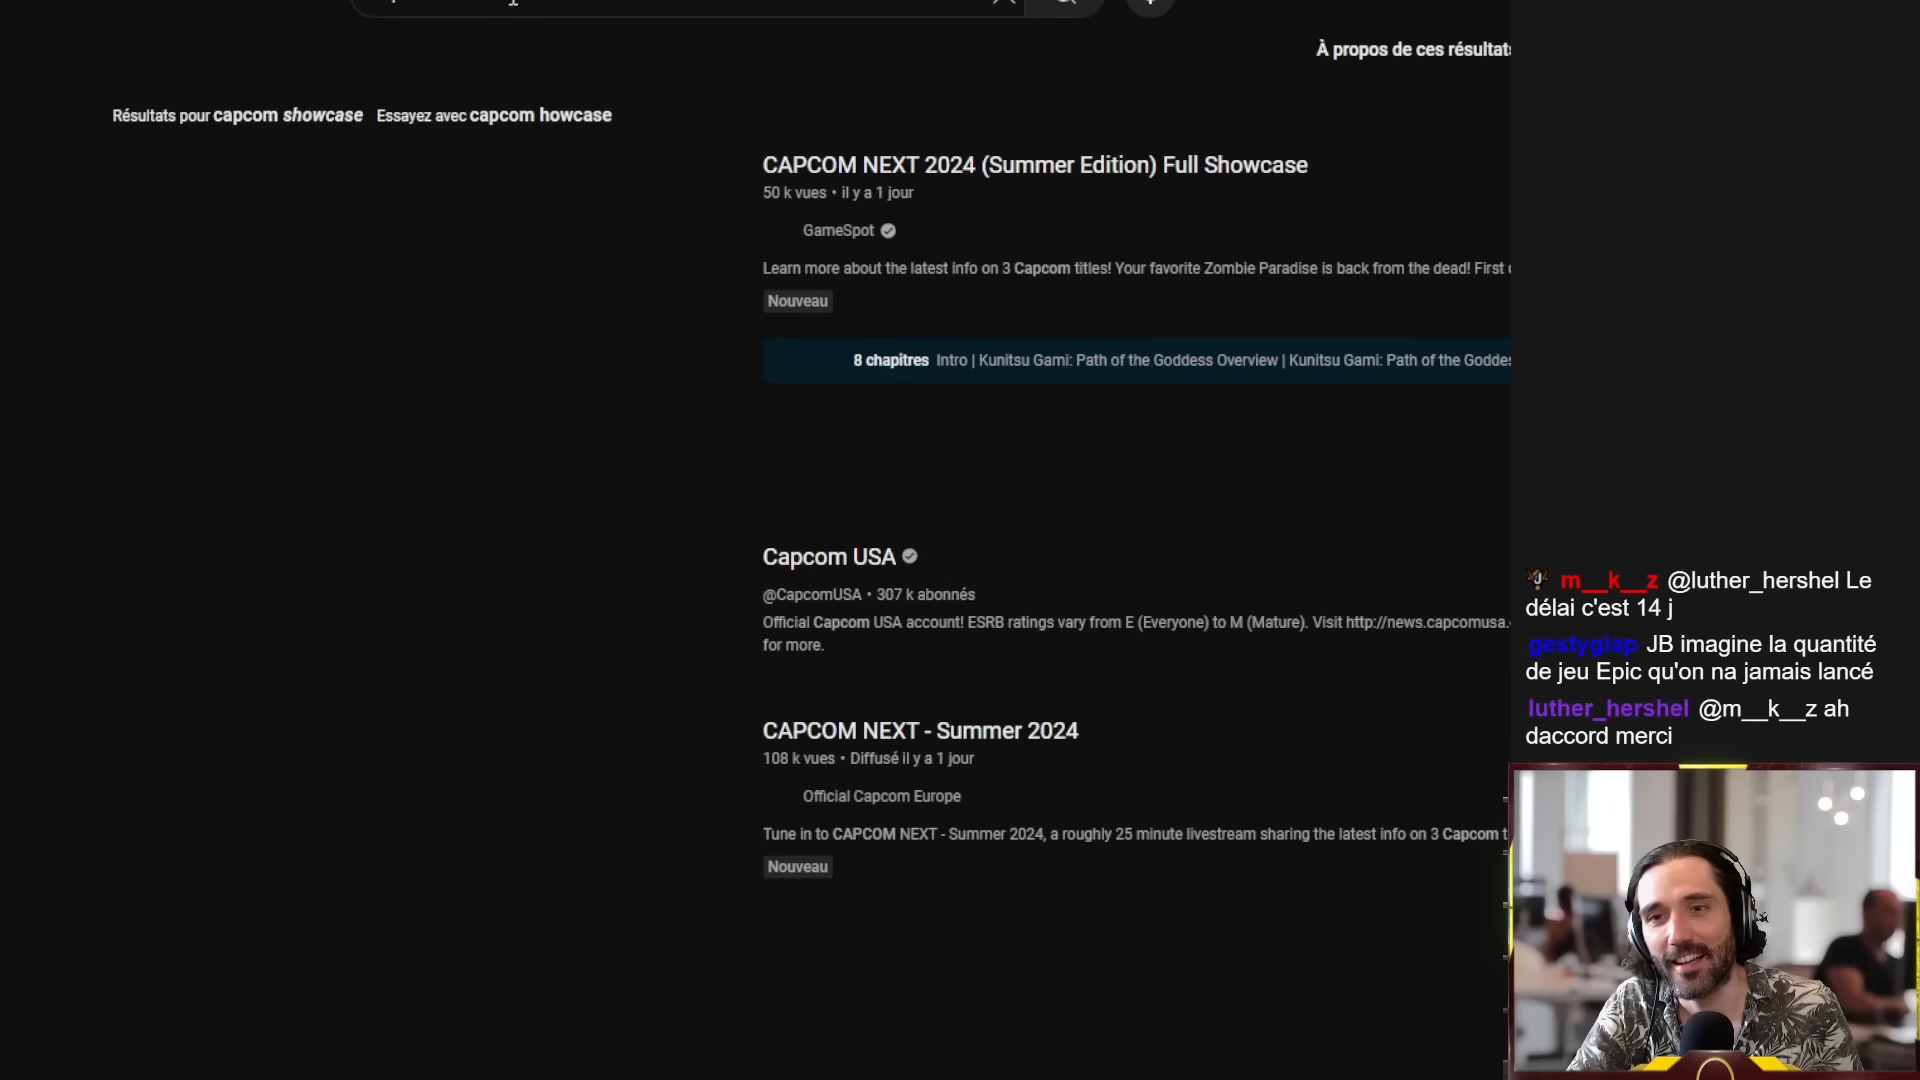 À propos de ces résultats
Résultats pour capcom showcase Essayez avec capcom howcase
CAPCOM NEXT 2024 (Summer Edition) Full Showcase
50 k vues • il y a 1 jour
GameSpot
Learn more about the latest info on 3 Capcom titles! Your favorite Zombie Paradise is back from the dead! First
Nouveau
8 chapitres Intro | Kunitsu Gami: Path of the Goddess Overview | Kunitsu Gami: Path of the Goddes
Capcom USA
@CapcomUSA • 307 k abonnés
Official Capcom USA account! ESRB ratings vary from E (Everyone) to M (Mature). Visit http://news.capcomusa.
for more.
CAPCOM NEXT - Summer 2024
108 k vues • Diffusé il y a 1 jour
Official Capcom Europe
Tune in to CAPCOM NEXT - Summer 2024, a roughly 25 minute livestream sharing the latest info on 3 Capcom t
Nouveau
m__k__z @luther_hershel Le
délai c'est 14 j
gestyglap JB imagine la quantité
de jeu Epic qu'on na jamais lancé
luther_hershel @m__k__z ah
daccord merci